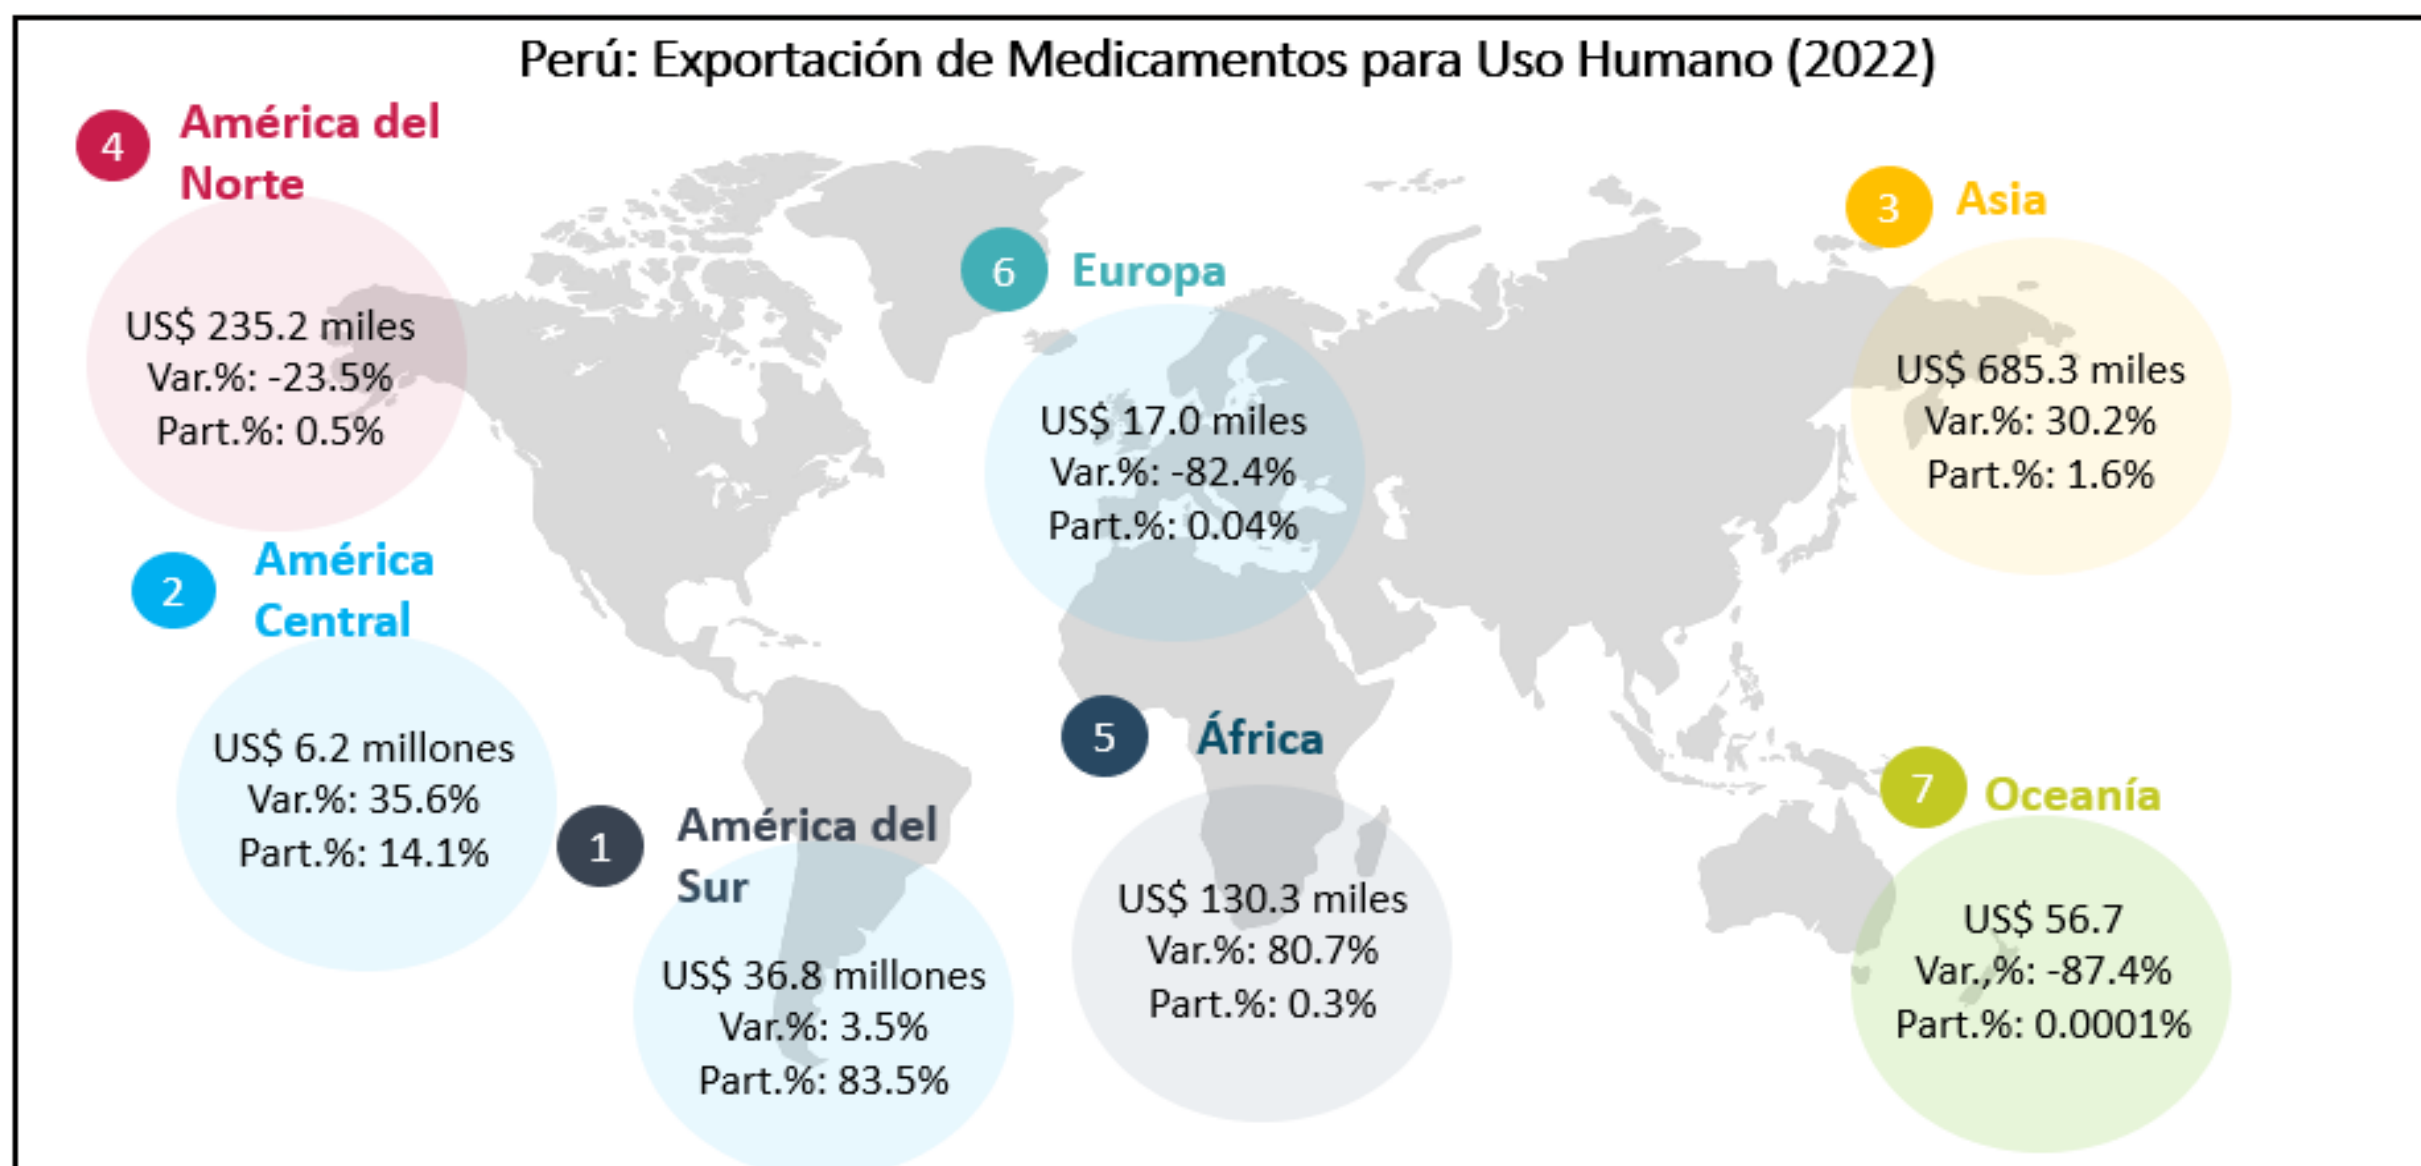 Perú: Exportación de Medicamentos para Uso Humano (2022)
4
América del
Norte
US$ 235.2 miles
Var.%: -23.5%
Part.%: 0.5%
6
Europa
US$ 17.0 miles
Var.%: -82.4%
Part.%: 0.04%
3
Asia
US$ 685.3 miles
Var.%: 30.2%
Part.%: 1.6%
2
América
Central
US$ 6.2 millones
Var.%: 35.6%
Part.%: 14.1%
1
América del
Sur
US$ 36.8 millones
Var.%: 3.5%
Part.%: 83.5%
5
África
US$ 130.3 miles
Var.%: 80.7%
Part.%: 0.3%
7
Oceanía
US$ 56.7
Var.,%: -87.4%
Part.%: 0.0001%